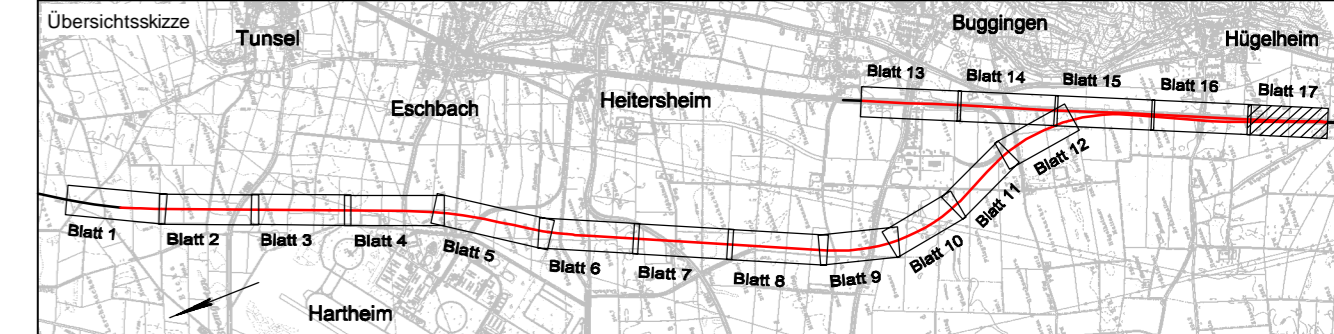 Übersichtsskizze
Tunsel
Buggingen
Hügelheim
Eschbach
Heitersheim
Blatt 13
Blatt 14
Blatt 15
Blatt 16
Blatt 17
Blatt 12
Blatt 11
Blatt 10
Blatt 1
Blatt 2
Blatt 3
Blatt 4
Blatt 5
Blatt 6
Blatt 7
Blatt 8
Blatt 9
Hartheim